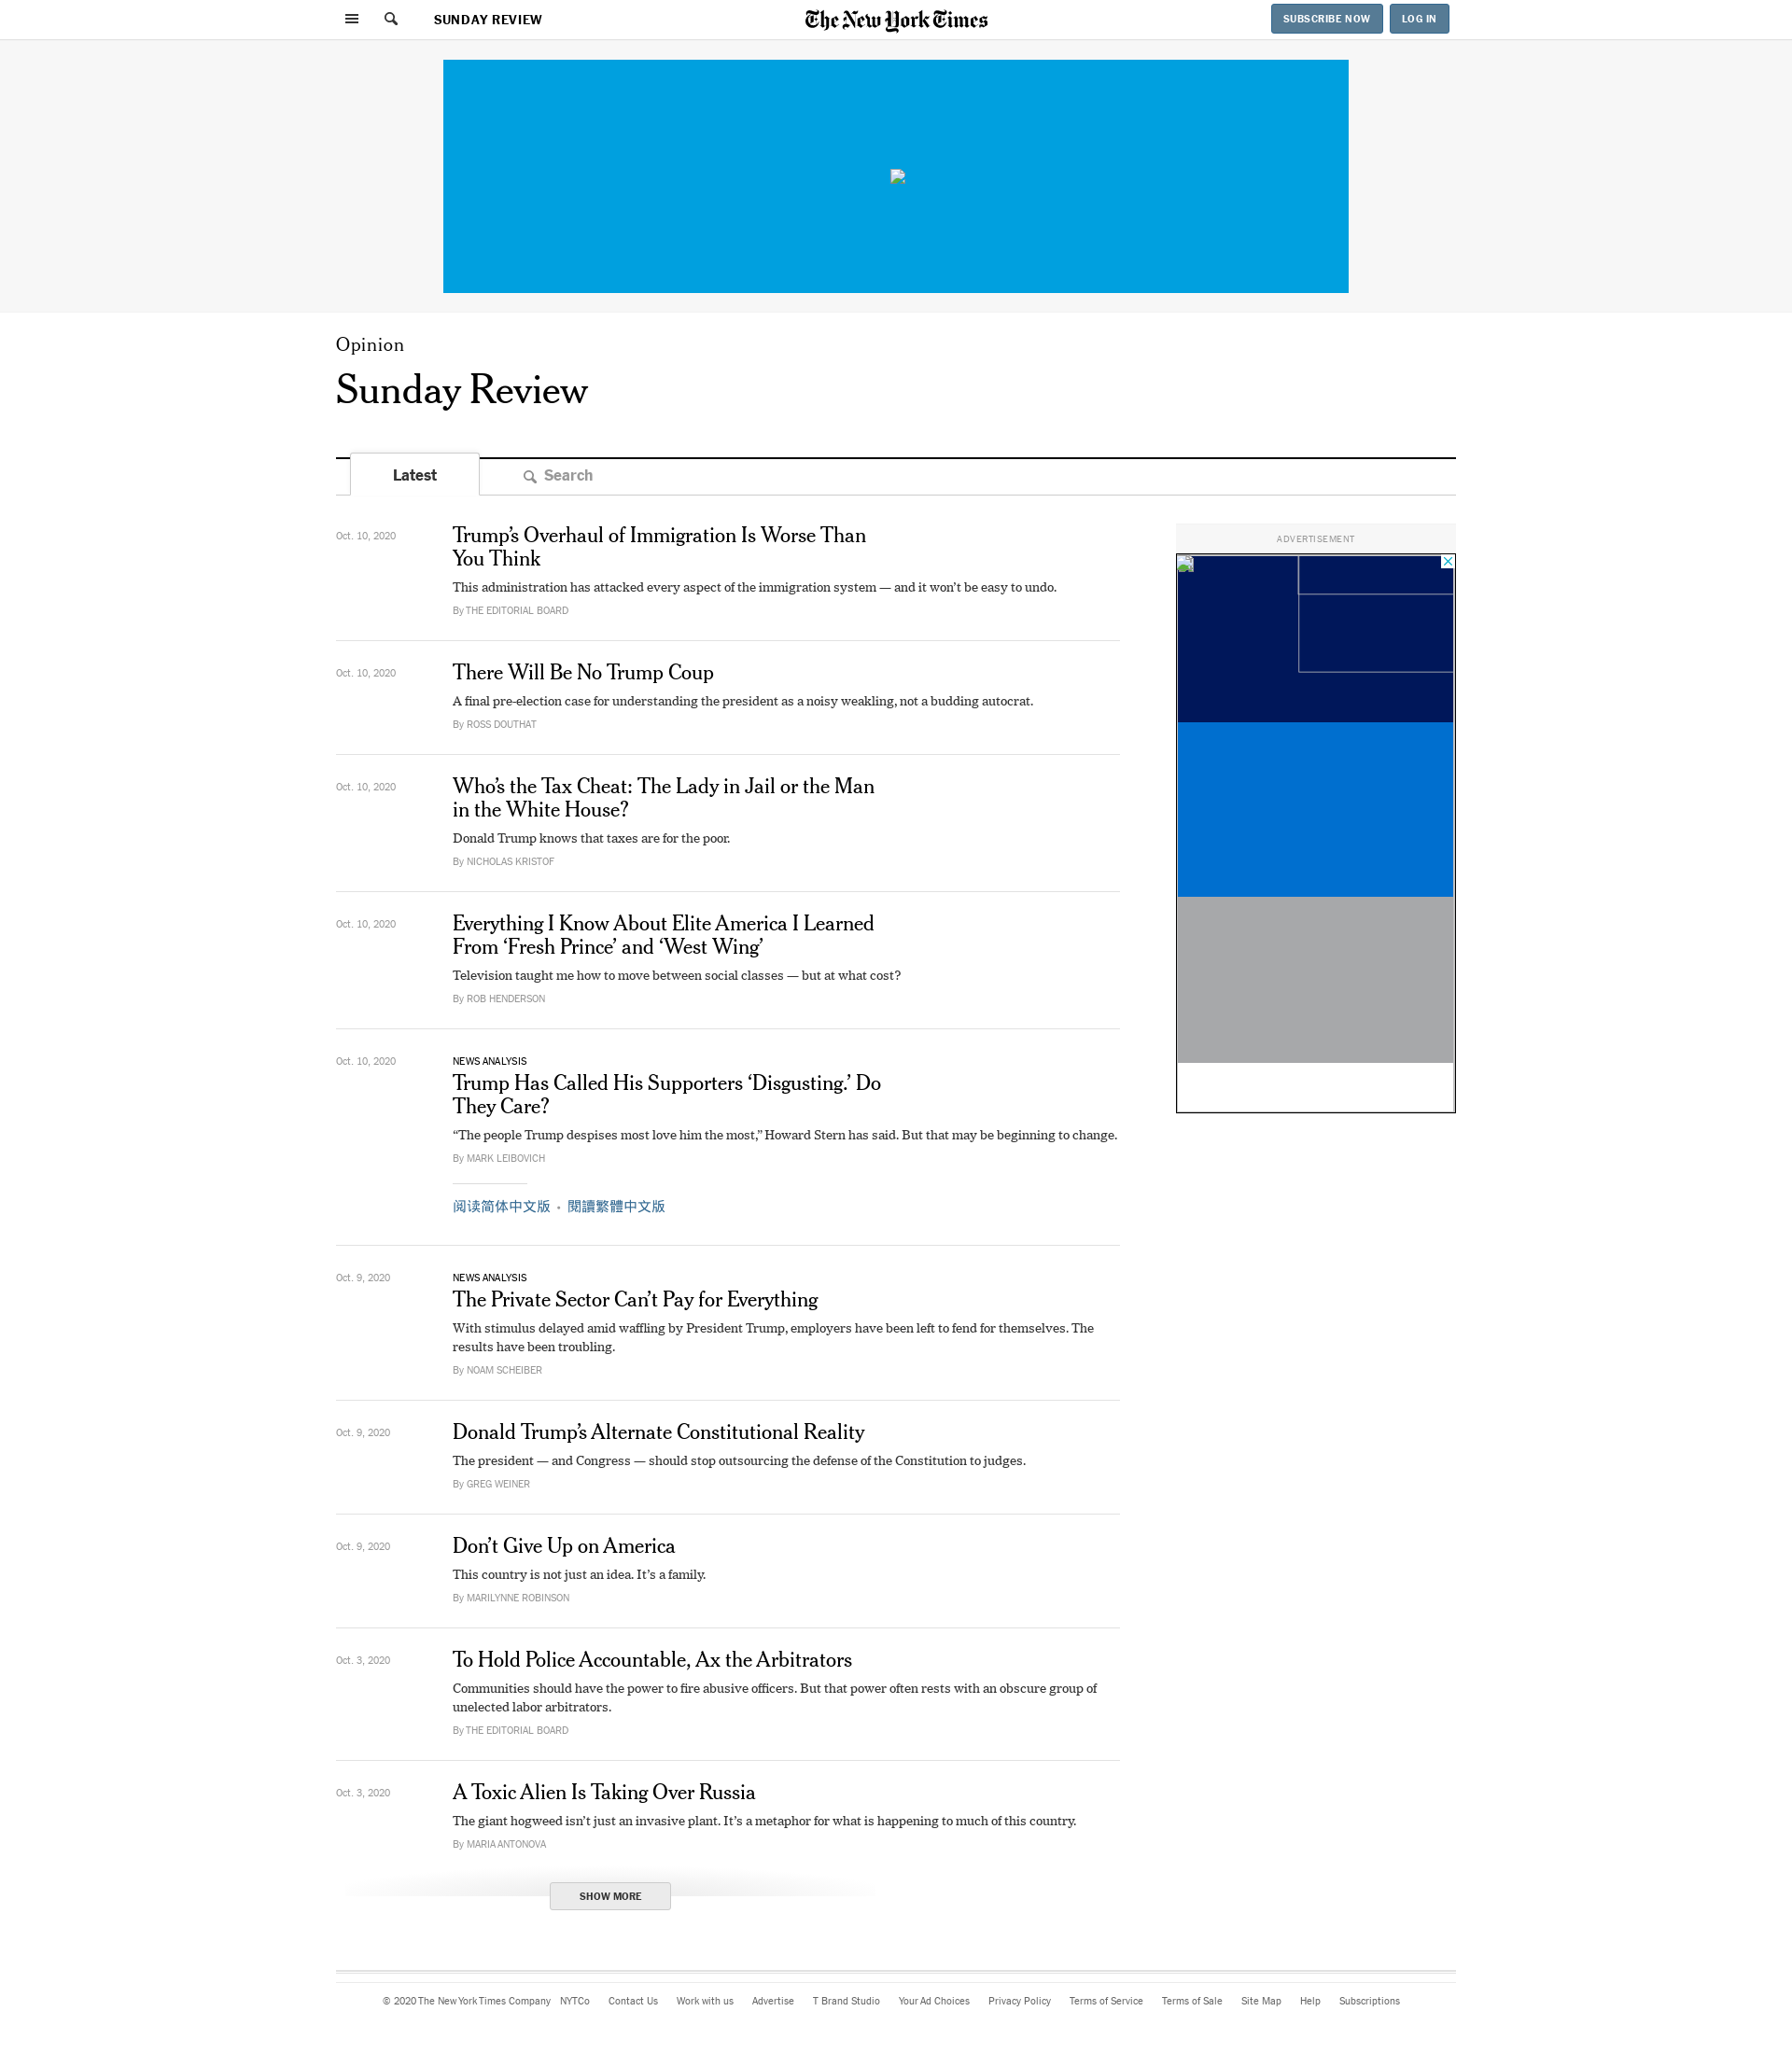 SUNDAY REVIEW
The New York Times
SUBSCRIBE NOW
LOG IN
Opinion
Sunday Review
Latest
Search
Oct. 10, 2020
Trump’s Overhaul of Immigration Is Worse Than
You Think
This administration has attacked every aspect of the immigration system — and it won’t be easy to undo.
By THE EDITORIAL BOARD
ADVERTISEMENT
Oct. 10, 2020
There Will Be No Trump Coup
A final pre-election case for understanding the president as a noisy weakling, not a budding autocrat.
By ROSS DOUTHAT
Oct. 10, 2020
Who’s the Tax Cheat: The Lady in Jail or the Man
in the White House?
Donald Trump knows that taxes are for the poor.
By NICHOLAS KRISTOF
Oct. 10, 2020
Everything I Know About Elite America I Learned
From ‘Fresh Prince’ and ‘West Wing’
Television taught me how to move between social classes — but at what cost?
By ROB HENDERSON
Oct. 10, 2020
NEWS ANALYSIS
Trump Has Called His Supporters ‘Disgusting.’ Do
They Care?
“The people Trump despises most love him the most,” Howard Stern has said. But that may be beginning to change.
By MARK LEIBOVICH
阅读简体中文版 • 閱讀繁體中文版
Oct. 9, 2020
NEWS ANALYSIS
The Private Sector Can’t Pay for Everything
With stimulus delayed amid waffling by President Trump, employers have been left to fend for themselves. The
results have been troubling.
By NOAM SCHEIBER
Oct. 9, 2020
Donald Trump’s Alternate Constitutional Reality
The president — and Congress — should stop outsourcing the defense of the Constitution to judges.
By GREG WEINER
Oct. 9, 2020
Don’t Give Up on America
This country is not just an idea. It’s a family.
By MARILYNNE ROBINSON
Oct. 3, 2020
To Hold Police Accountable, Ax the Arbitrators
Communities should have the power to fire abusive officers. But that power often rests with an obscure group of
unelected labor arbitrators.
By THE EDITORIAL BOARD
Oct. 3, 2020
A Toxic Alien Is Taking Over Russia
The giant hogweed isn’t just an invasive plant. It’s a metaphor for what is happening to much of this country.
By MARIA ANTONOVA
SHOW MORE
© 2020 The New York Times Company NYTCo Contact Us Work with us Advertise T Brand Studio Your Ad Choices Privacy Policy Terms of Service Terms of Sale Site Map Help Subscriptions